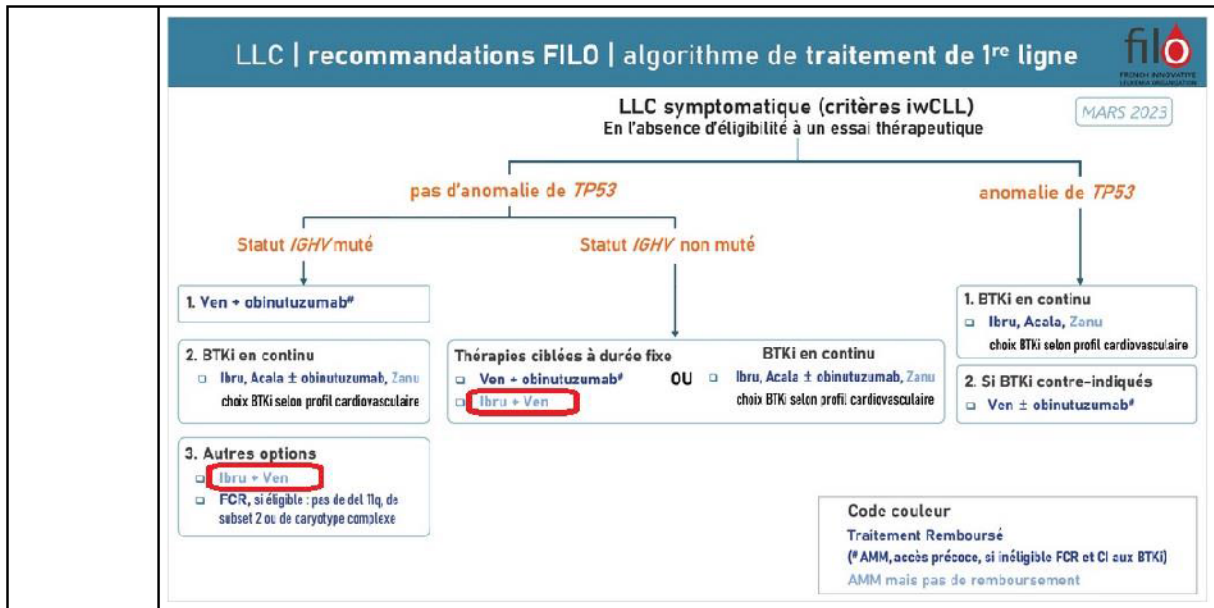 LLC | recommandations FILO | algorithme de traitement de 1re ligne
filo
FRENCH INNOVATIVE
LEUKEMIA ORGANIZATION
LLC symptomatique (critères iwCLL)
En l'absence d'éligibilité à un essai thérapeutique
MARS 2023
pas d'anomalie de TP53
anomalie de TP53
Statut IGHV muté
Statut IGHV non muté
1. Ven + obinutuzumab#
2. BTKi en continu
Ibru, Acala ± obinutuzumab, Zanu
choix BTKi selon profil cardiovasculaire
3. Autres options
Ibru + Ven
FCR, si éligible : pas de del 11q, de
subset 2 ou de caryotype complexe
Thérapies ciblées à durée fixe
Ven + obinutuzumab#
Ibru + Ven
OU
BTKi en continu
Ibru, Acala ± obinutuzumab, Zanu
choix BTKi selon profil cardiovasculaire
1. BTKi en continu
Ibru, Acala, Zanu
choix BTKi selon profil cardiovasculaire
2. Si BTKi contre-indiqués
Ven ± obinutuzumab#
Code couleur
Traitement Remboursé
(# AMM, accès précoce, si inéligible FCR et CI aux BTKi)
AMM mais pas de remboursement